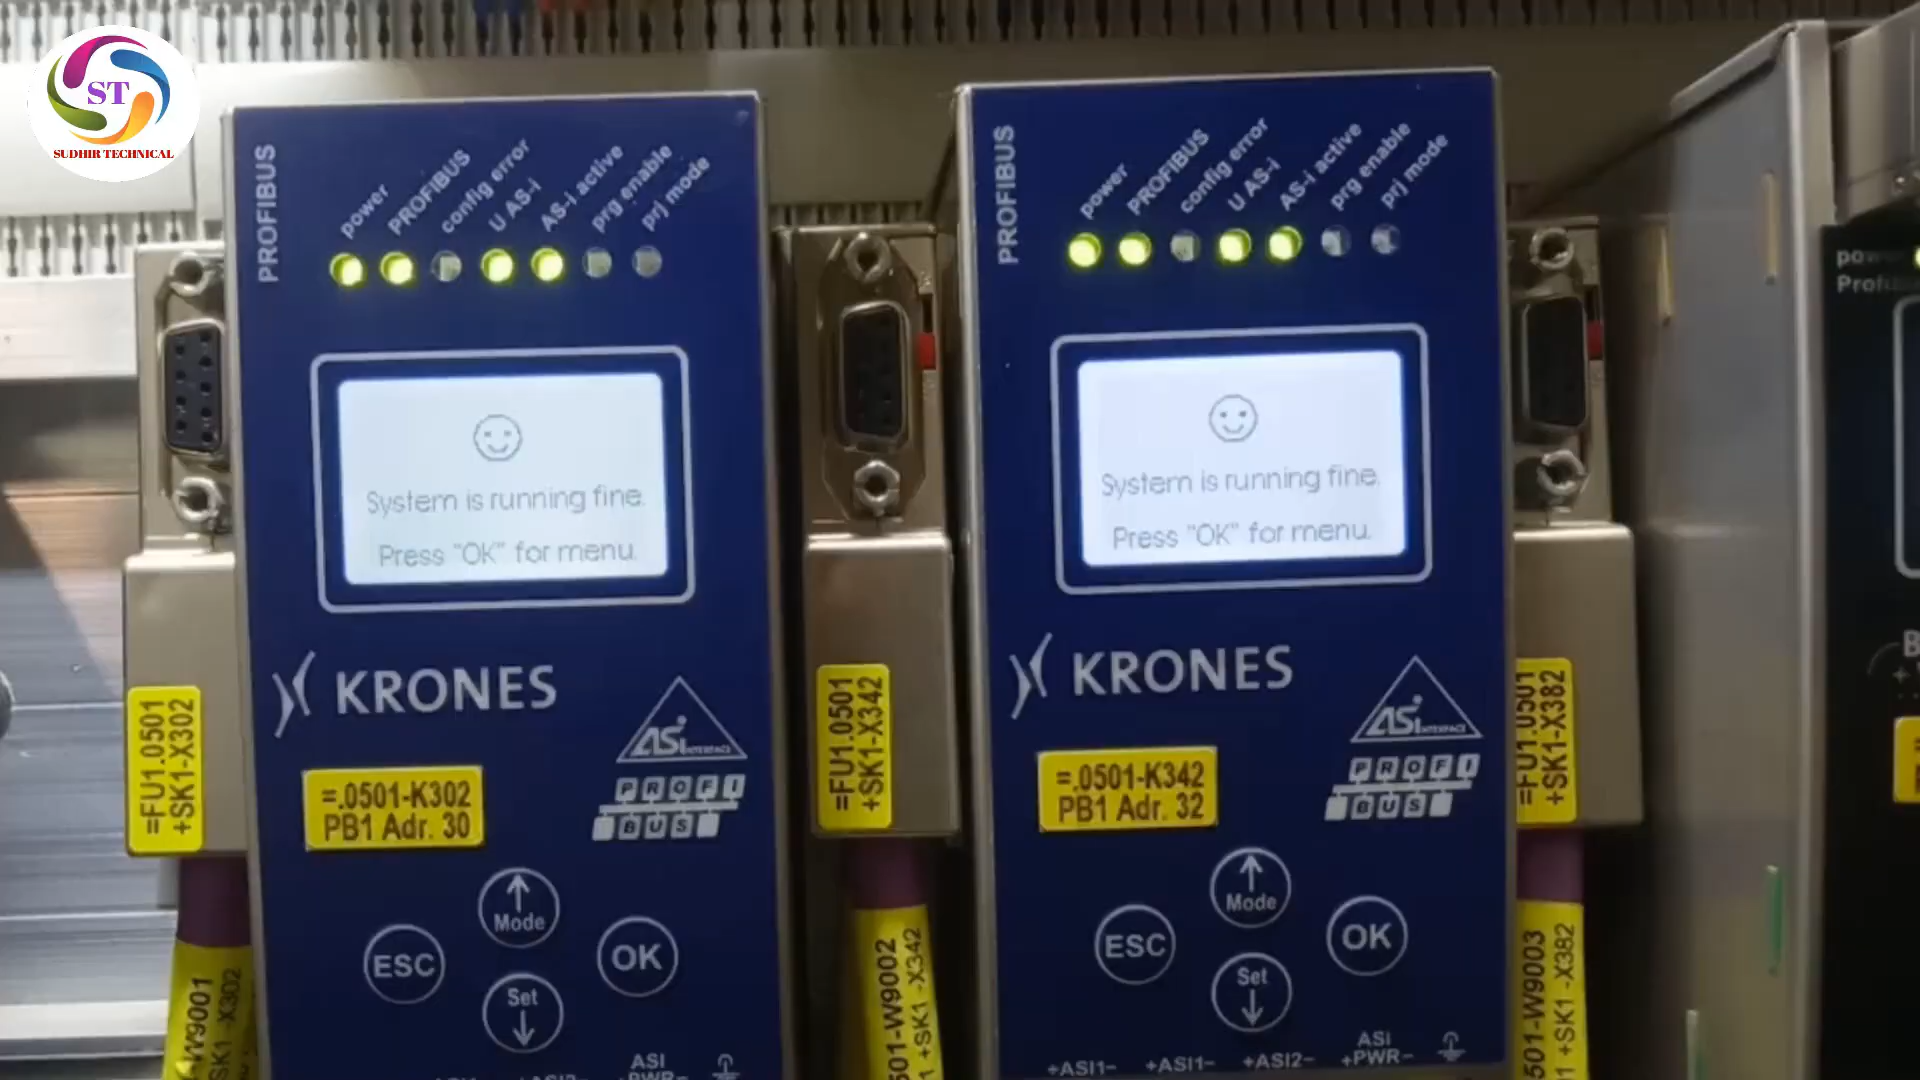 ST
SUDHIR TECHNICAL
PROFIBUS
power
PROFIBUS
config error
U AS-i
AS-i active
prg enable
prj mode
System is running fine.
Press "OK" for menu.
KRONES
ASi INTERFACE
PROFI
BUS
=.0501-K302
PB1 Adr. 30
Mode
ESC
OK
Set
ASI
+PWR-
=FU1.0501
+SK1-X302
-W9001
+SK1-X342
=FU1.0501
+SK1-X342
501-W9002
PROFIBUS
power
PROFIBUS
config error
U AS-i
AS-i active
prg enable
prj mode
System is running fine.
Press "OK" for menu.
KRONES
ASi INTERFACE
PROFI
BUS
=.0501-K342
PB1 Adr. 32
Mode
ESC
OK
Set
+ASI1-
+ASI1-
+ASI2-
ASI
+PWR-
=FU1.0501
+SK1-X382
501-W9003
+SK1-X382